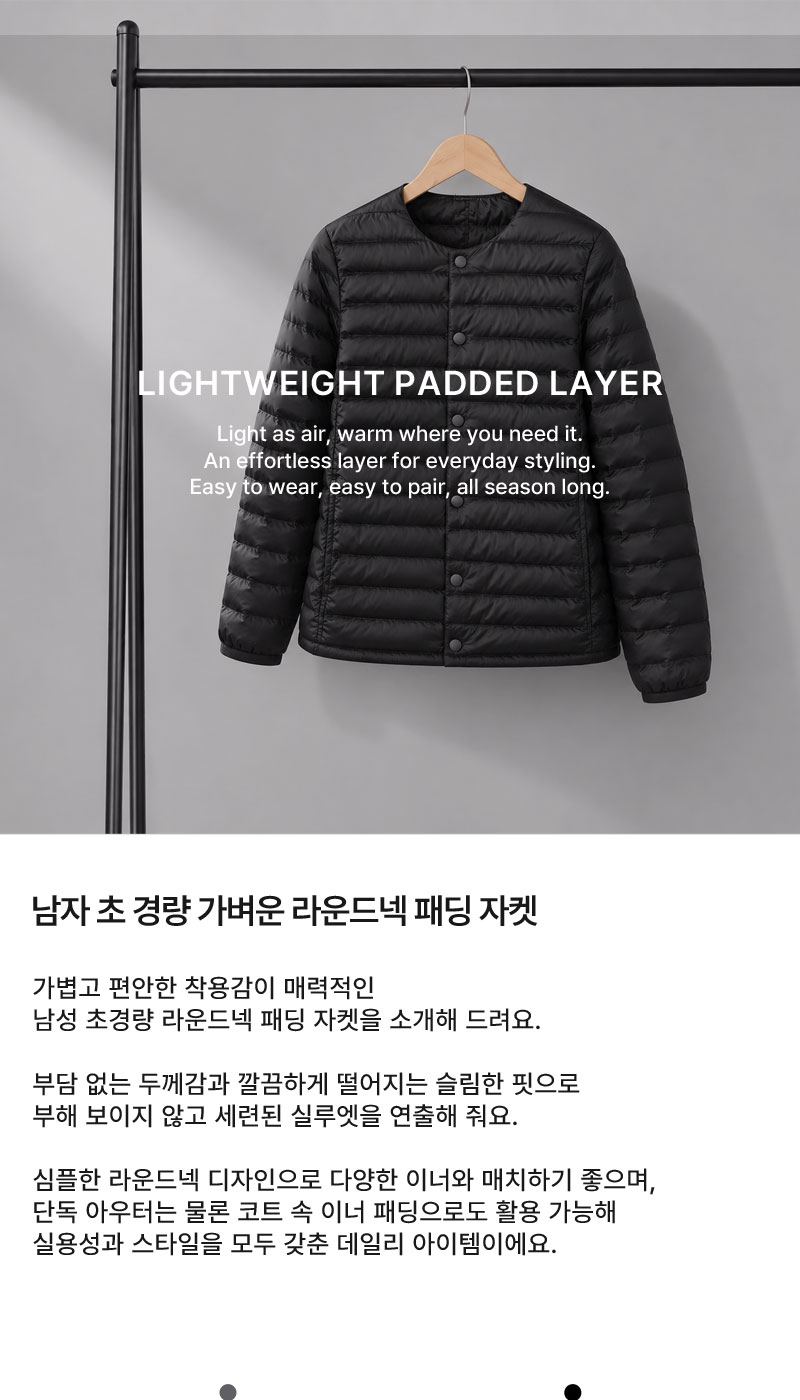 LIGHTWEIGHT PADDED LAYER
Light as air, warm where you need it.
An effortless layer for everyday styling.
Easy to wear, easy to pair, all season long.
남자 초 경량 가벼운 라운드넥 패딩 자켓
가볍고 편안한 착용감이 매력적인
남성 초경량 라운드넥 패딩 자켓을 소개해 드려요.
부담 없는 두께감과 깔끔하게 떨어지는 슬림한 핏으로
부해 보이지 않고 세련된 실루엣을 연출해 줘요.
심플한 라운드넥 디자인으로 다양한 이너와 매치하기 좋으며,
단독 아우터는 물론 코트 속 이너 패딩으로도 활용 가능해
실용성과 스타일을 모두 갖춘 데일리 아이템이에요.